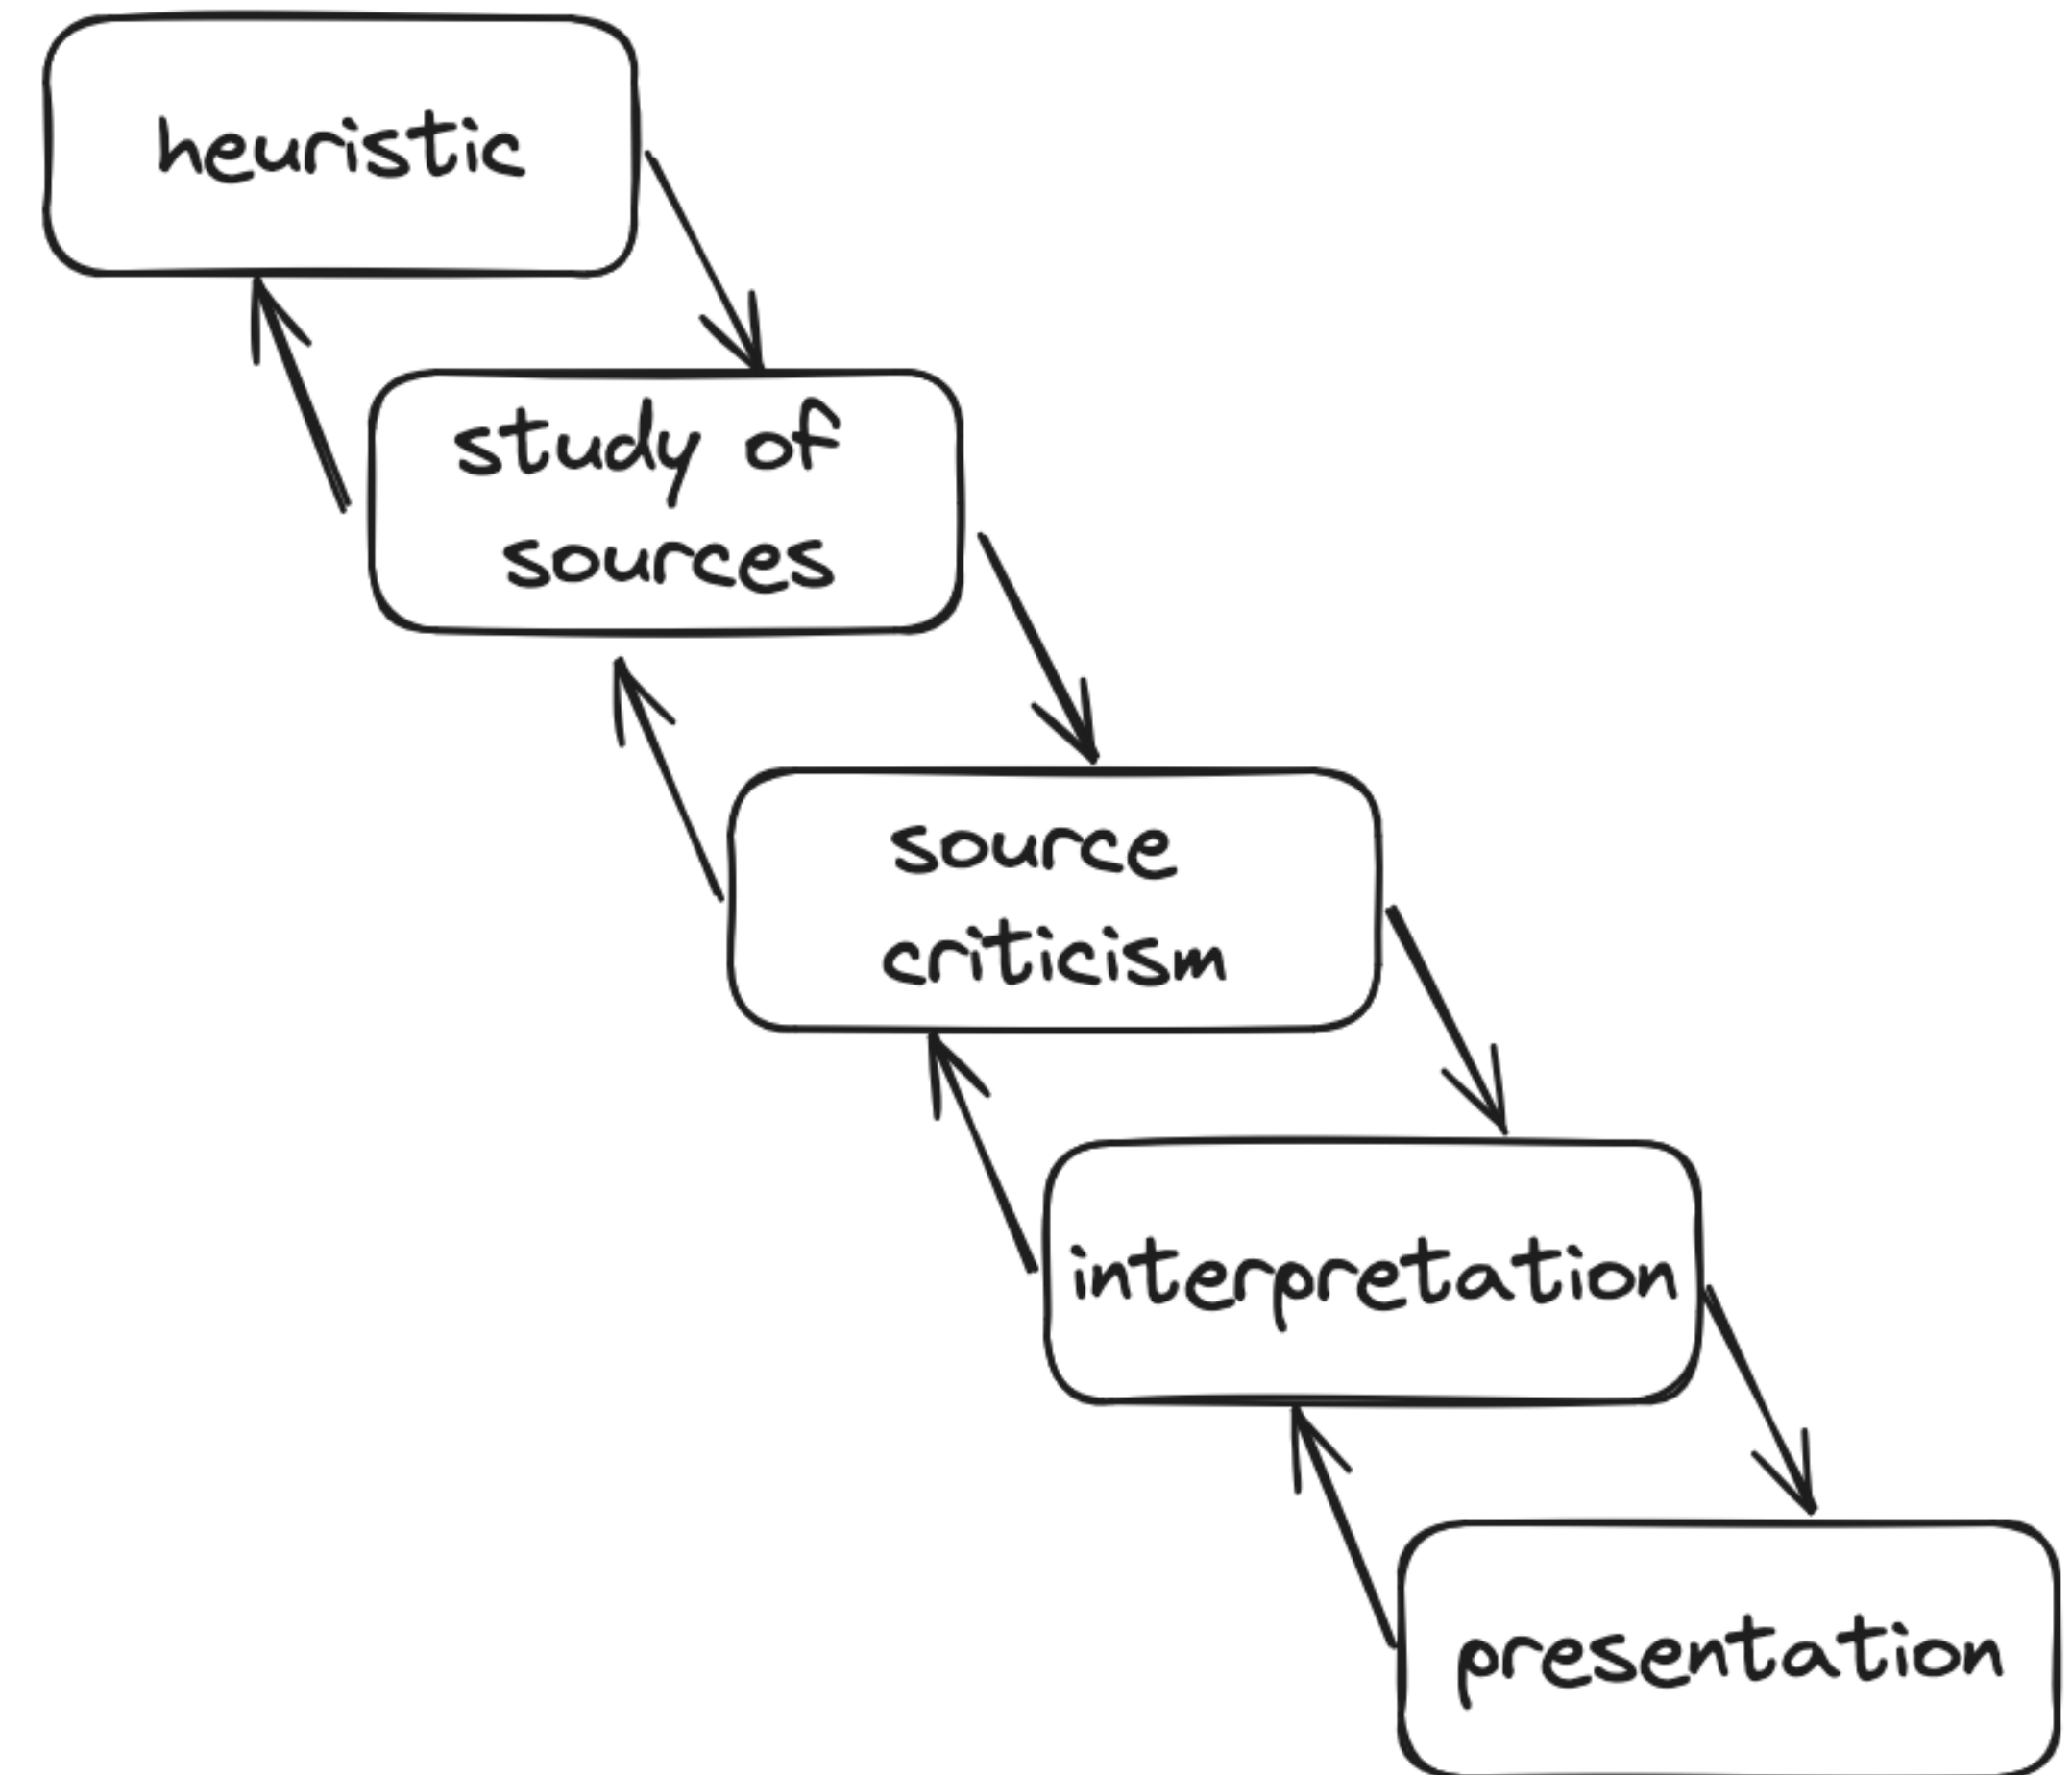 heuristic
study of
sources
source
criticism
interpretation
presentation